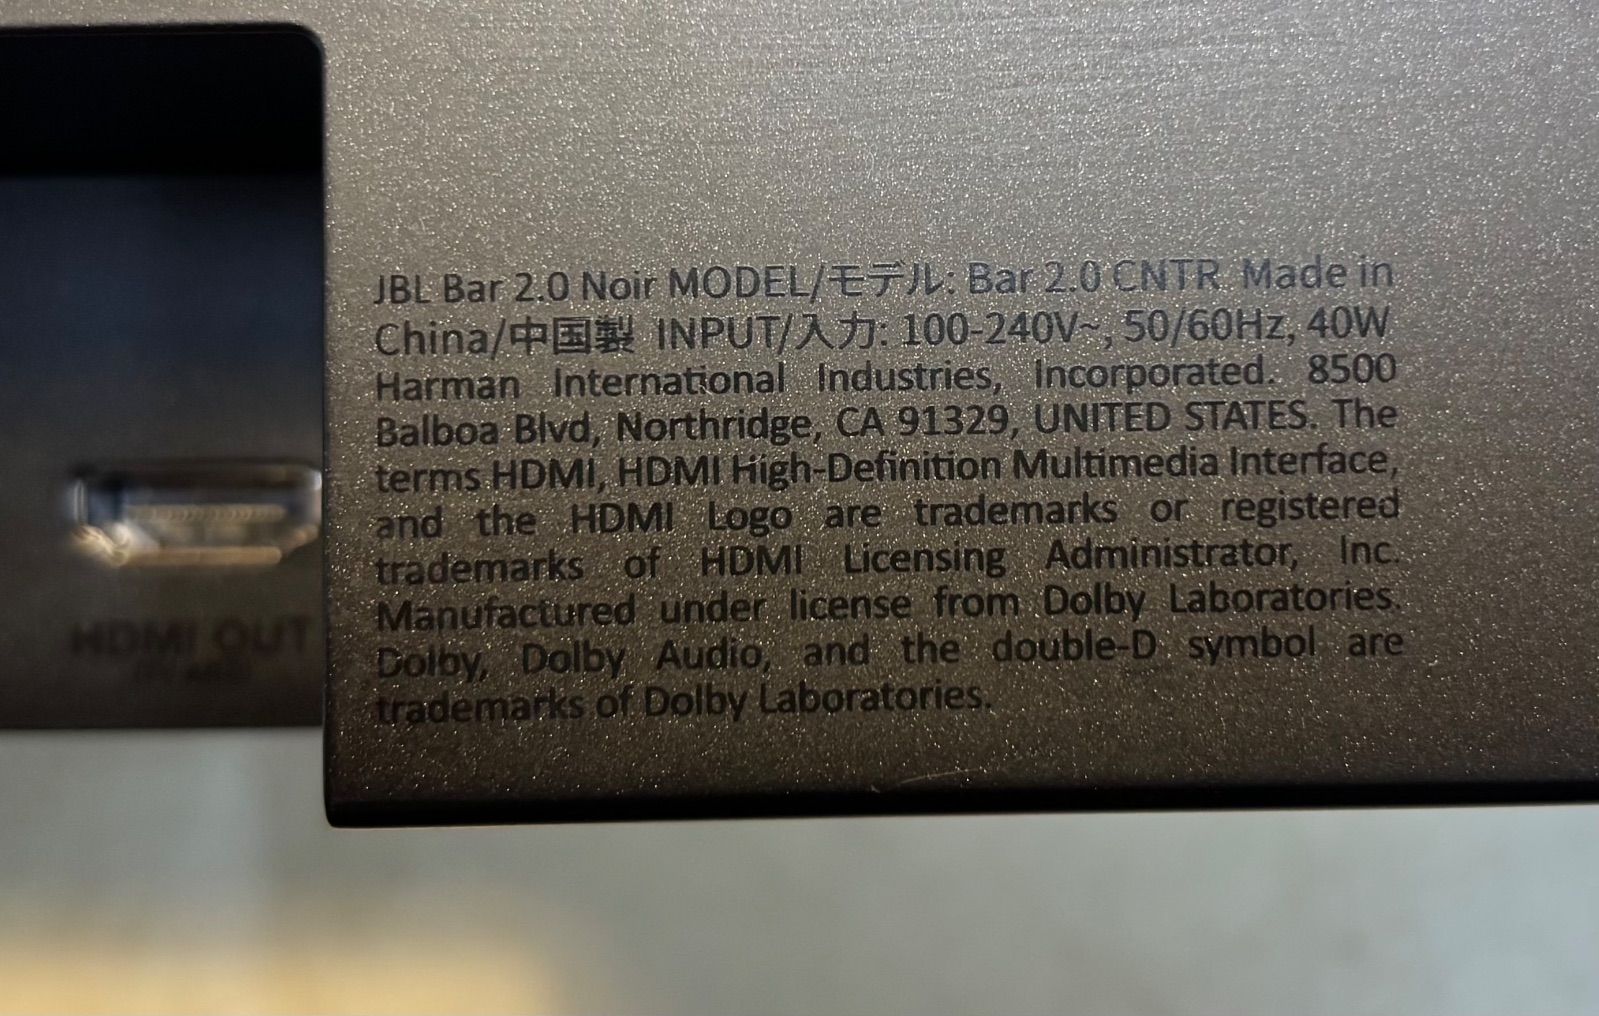 HDMI OUT
JBL Bar 2.0 Noir MODEL/モデル: Bar 2.0 CNTR Made in
China/中国製 INPUT/入力: 100-240V~, 50/60Hz, 40W
Harman International Industries, Incorporated. 8500
Balboa Blvd, Northridge, CA 91329, UNITED STATES. The
terms HDMI, HDMI High-Definition Multimedia Interface,
and the HDMI Logo are trademarks or registered
trademarks of HDMI Licensing Administrator, Inc.
Manufactured under license from Dolby Laboratories.
Dolby, Dolby Audio, and the double-D symbol are
trademarks of Dolby Laboratories.